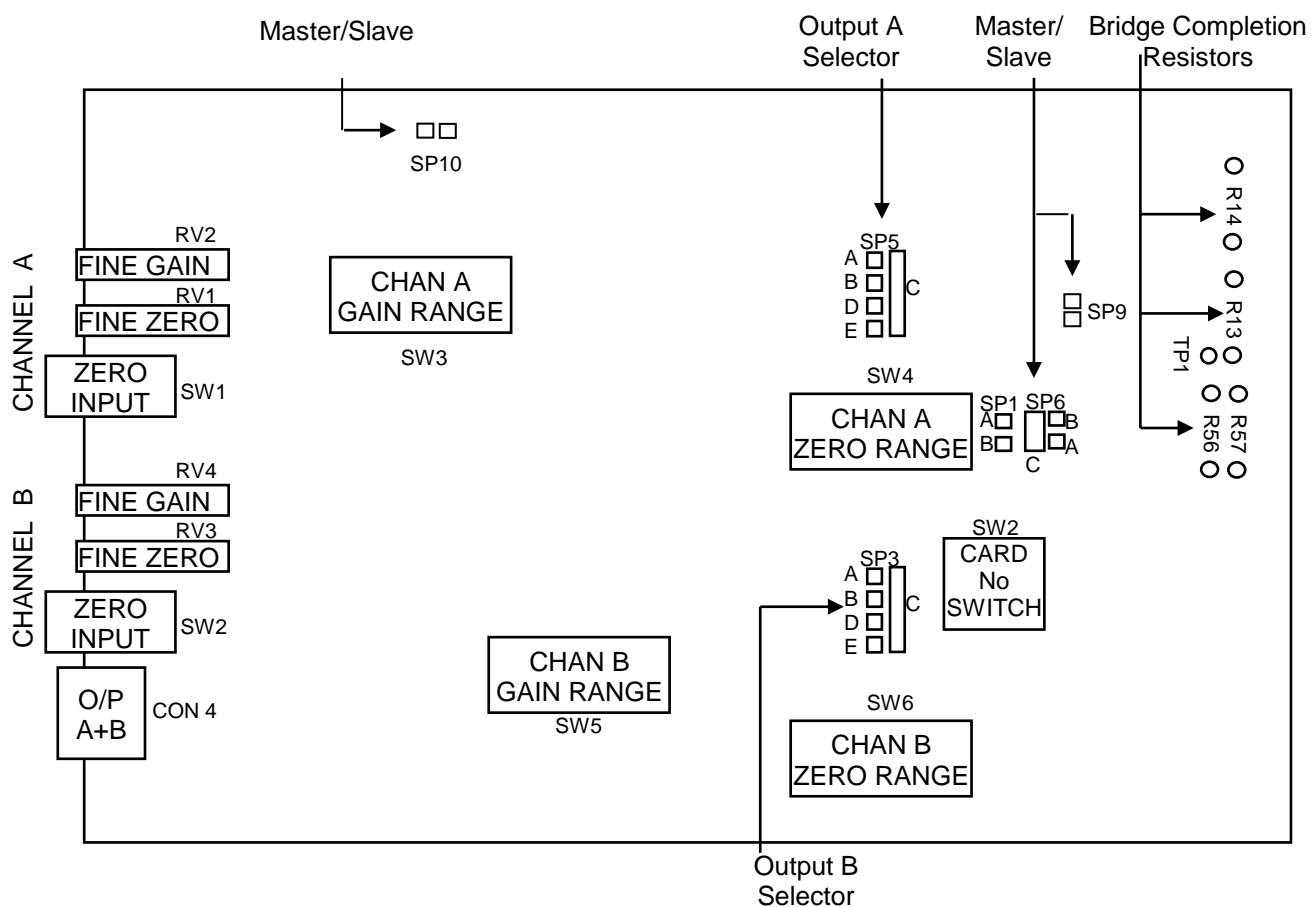 Master/Slave
Output A
Selector
Master/
Slave
Bridge Completion
Resistors
SP10
R14
R13
TP1
R56
R57
CHANNEL A
RV2
FINE GAIN
RV1
FINE ZERO
ZERO
INPUT
SW1
CHAN A
GAIN RANGE
SW3
SP5
A
B
D
E
C
SP9
SW4
CHAN A
ZERO RANGE
SP1
A
B
SP6
B
A
C
CHANNEL B
RV4
FINE GAIN
RV3
FINE ZERO
ZERO
INPUT
SW2
O/P
A+B
CON 4
CHAN B
GAIN RANGE
SW5
SP3
A
B
D
E
C
SW2
CARD
No
SWITCH
SW6
CHAN B
ZERO RANGE
Output B
Selector